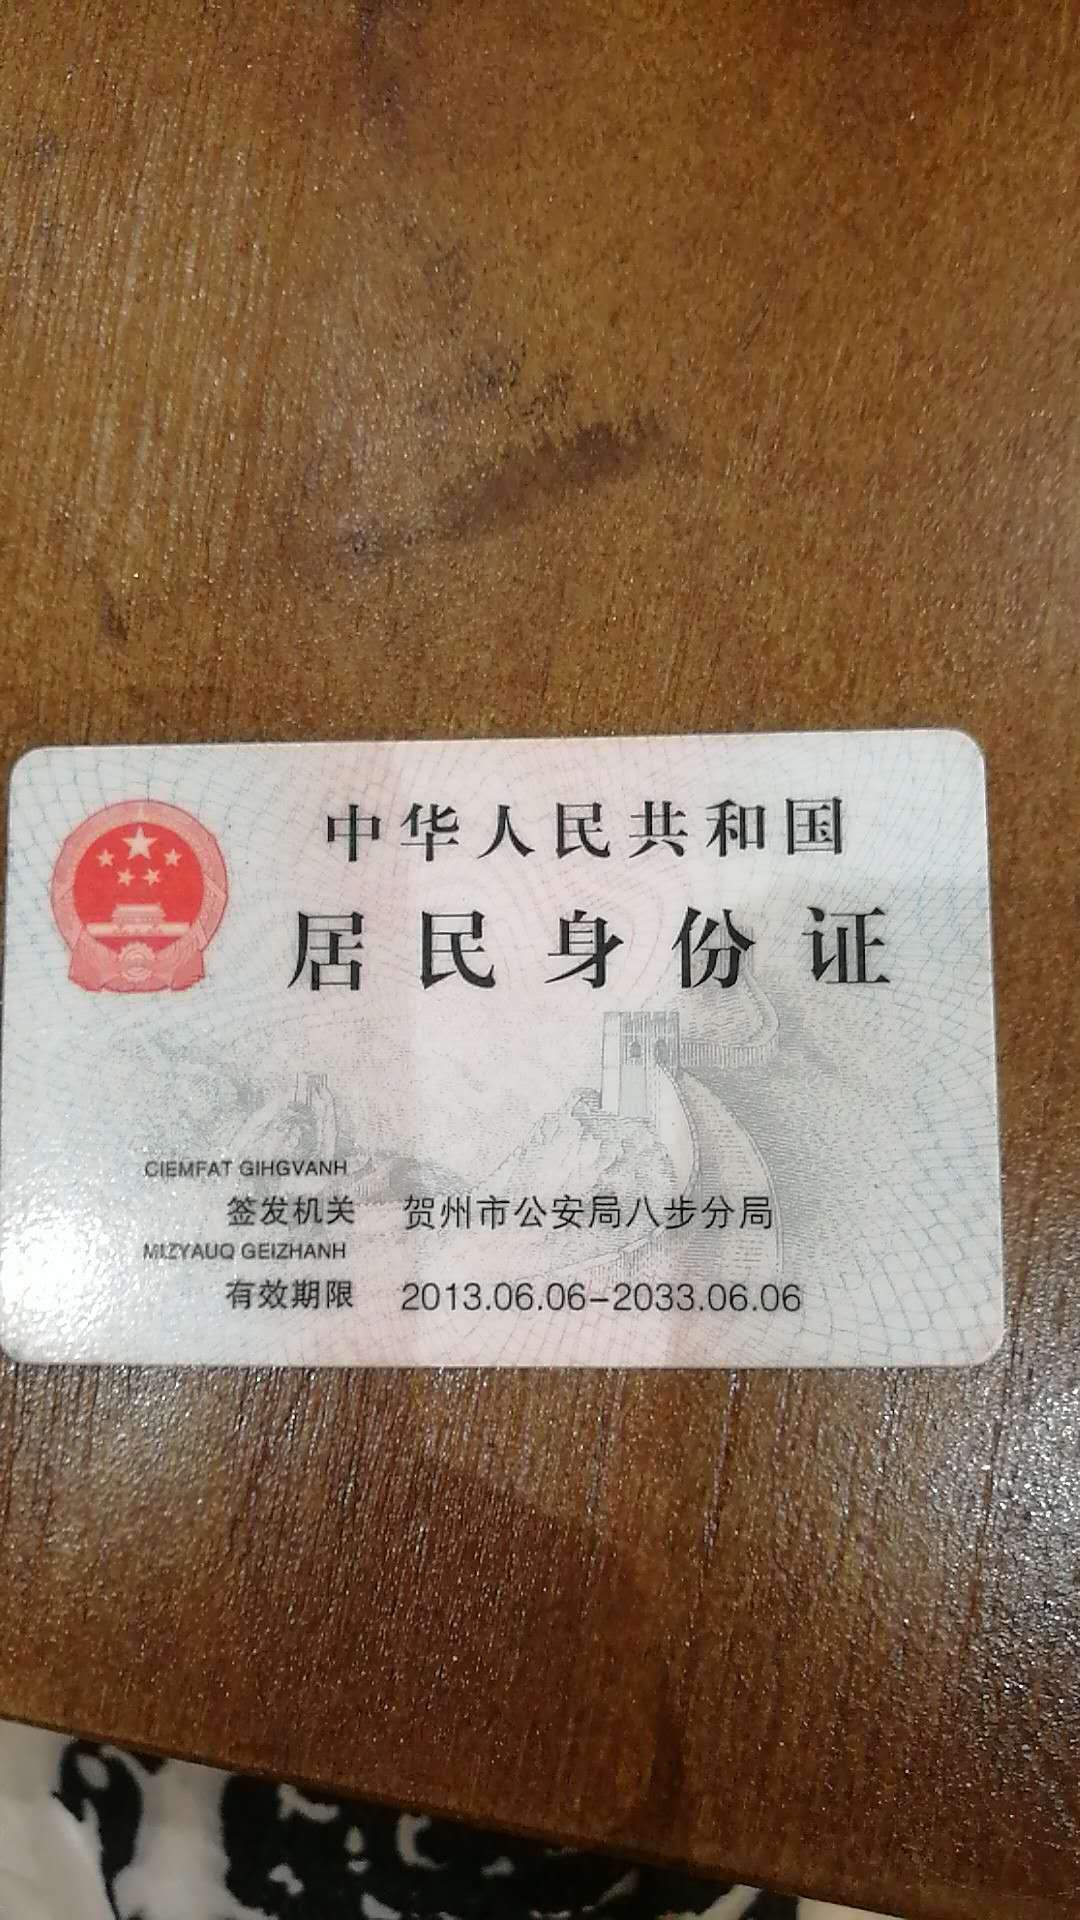 中华人民共和国
居民身份证
CIEMFAT GIHGVANH
签发机关 贺州市公安局八步分局
MIZYAUQ GEIZHANH
有效期限 2013.06.06-2033.06.06